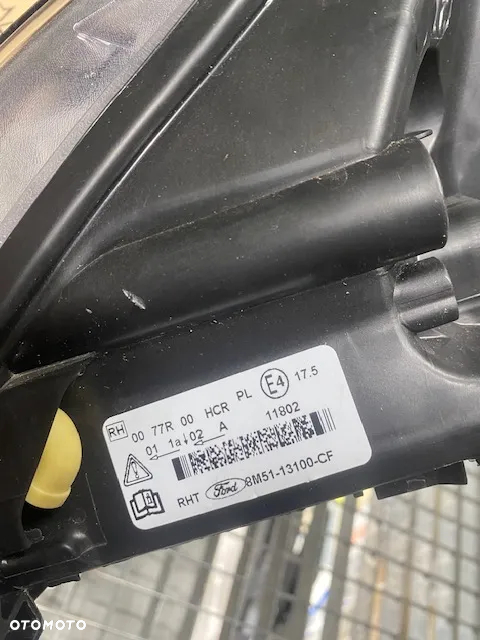 RH 00 77R 00 HCR PL E4 17.5
01 1a 02 A 11802
RHT Ford 8M51-13100-CF
OTOMOTO